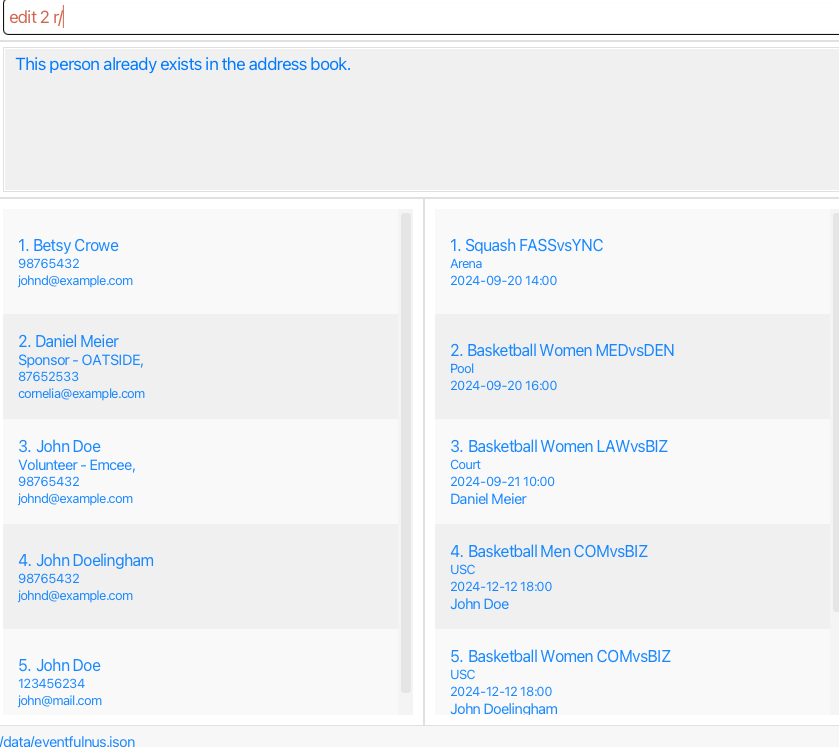 edit 2 r/
This person already exists in the address book.
1. Betsy Crowe
98765432
johnd@example.com
2. Daniel Meier
Sponsor - OATSIDE,
87652533
cornelia@example.com
3. John Doe
Volunteer - Emcee,
98765432
johnd@example.com
4. John Doelingham
98765432
johnd@example.com
5. John Doe
123456234
john@mail.com
1. Squash FASSvsYNC
Arena
2024-09-20 14:00
2. Basketball Women MEDvsDEN
Pool
2024-09-20 16:00
3. Basketball Women LAWvsBIZ
Court
2024-09-21 10:00
Daniel Meier
4. Basketball Men COMvsBIZ
USC
2024-12-12 18:00
John Doe
5. Basketball Women COMvsBIZ
USC
2024-12-12 18:00
John Doelingham
/data/eventfulnus.json